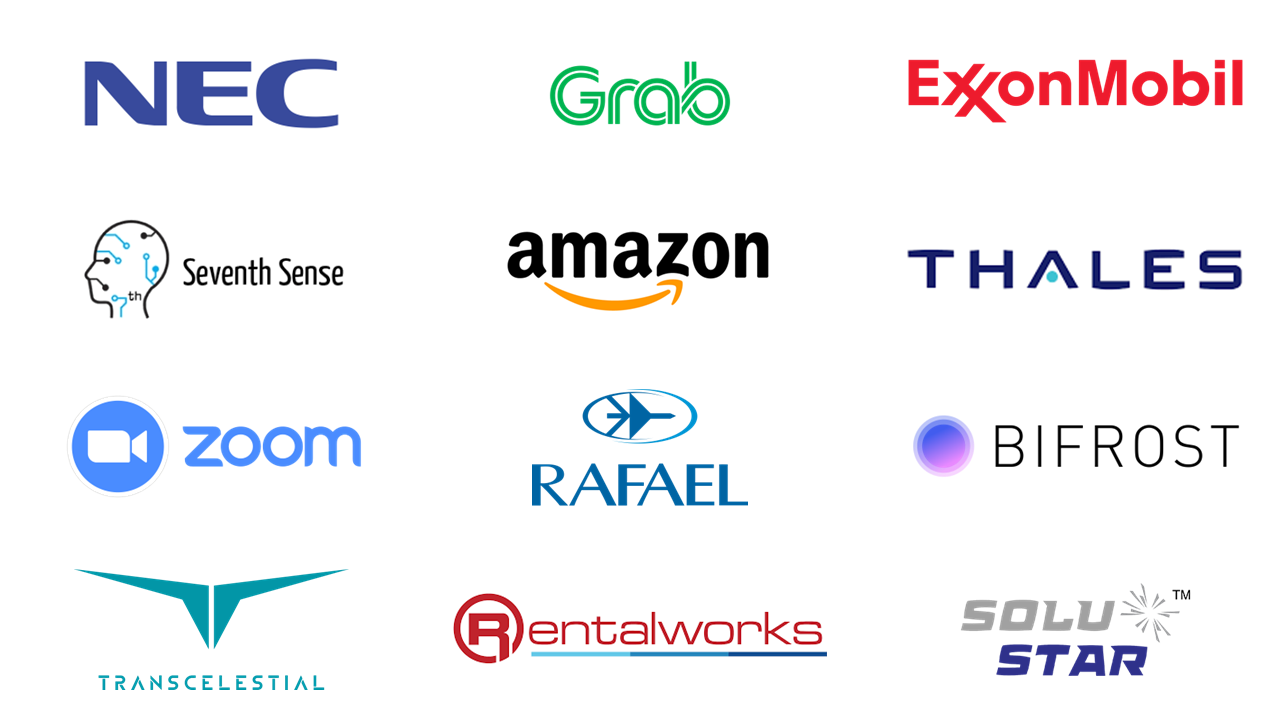 NEC
Grab
ExxonMobil
7th
Seventh Sense
amazon
THALES
zoom
RAFAEL
BIFROST
TRANSCELESTIAL
Rentalworks
SOLU
TM
STAR